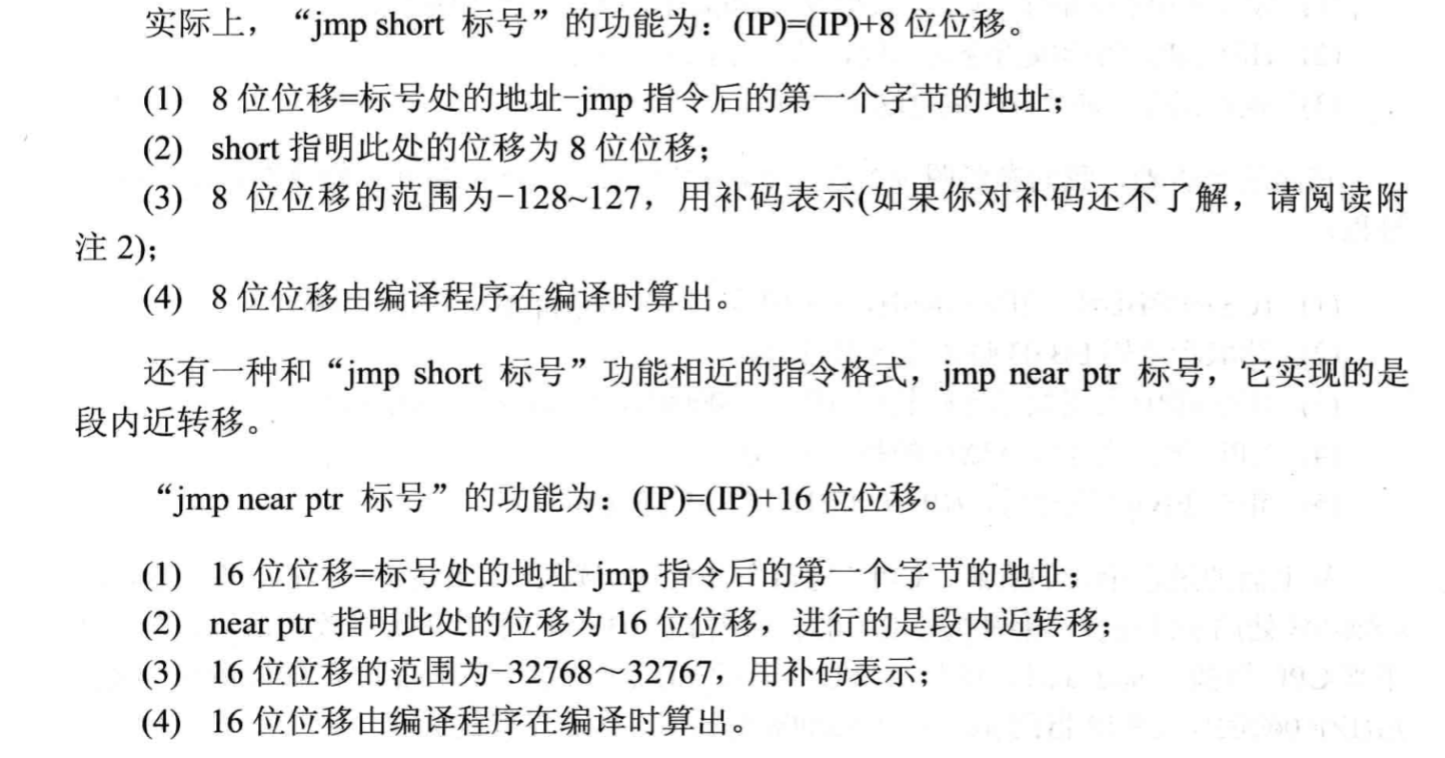 实际上，“jmp short 标号”的功能为：(IP)=(IP)+8 位位移。
(1) 8 位位移=标号处的地址-jmp 指令后的第一个字节的地址；
(2) short 指明此处的位移为 8 位位移；
(3) 8 位位移的范围为-128~127，用补码表示(如果你对补码还不了解，请阅读附
注 2)；
(4) 8 位位移由编译程序在编译时算出。
还有一种和“jmp short 标号”功能相近的指令格式，jmp near ptr 标号，它实现的是
段内近转移。
“jmp near ptr 标号”的功能为：(IP)=(IP)+16 位位移。
(1) 16 位位移=标号处的地址-jmp 指令后的第一个字节的地址；
(2) near ptr 指明此处的位移为 16 位位移，进行的是段内近转移；
(3) 16 位位移的范围为-32768～32767，用补码表示；
(4) 16 位位移由编译程序在编译时算出。